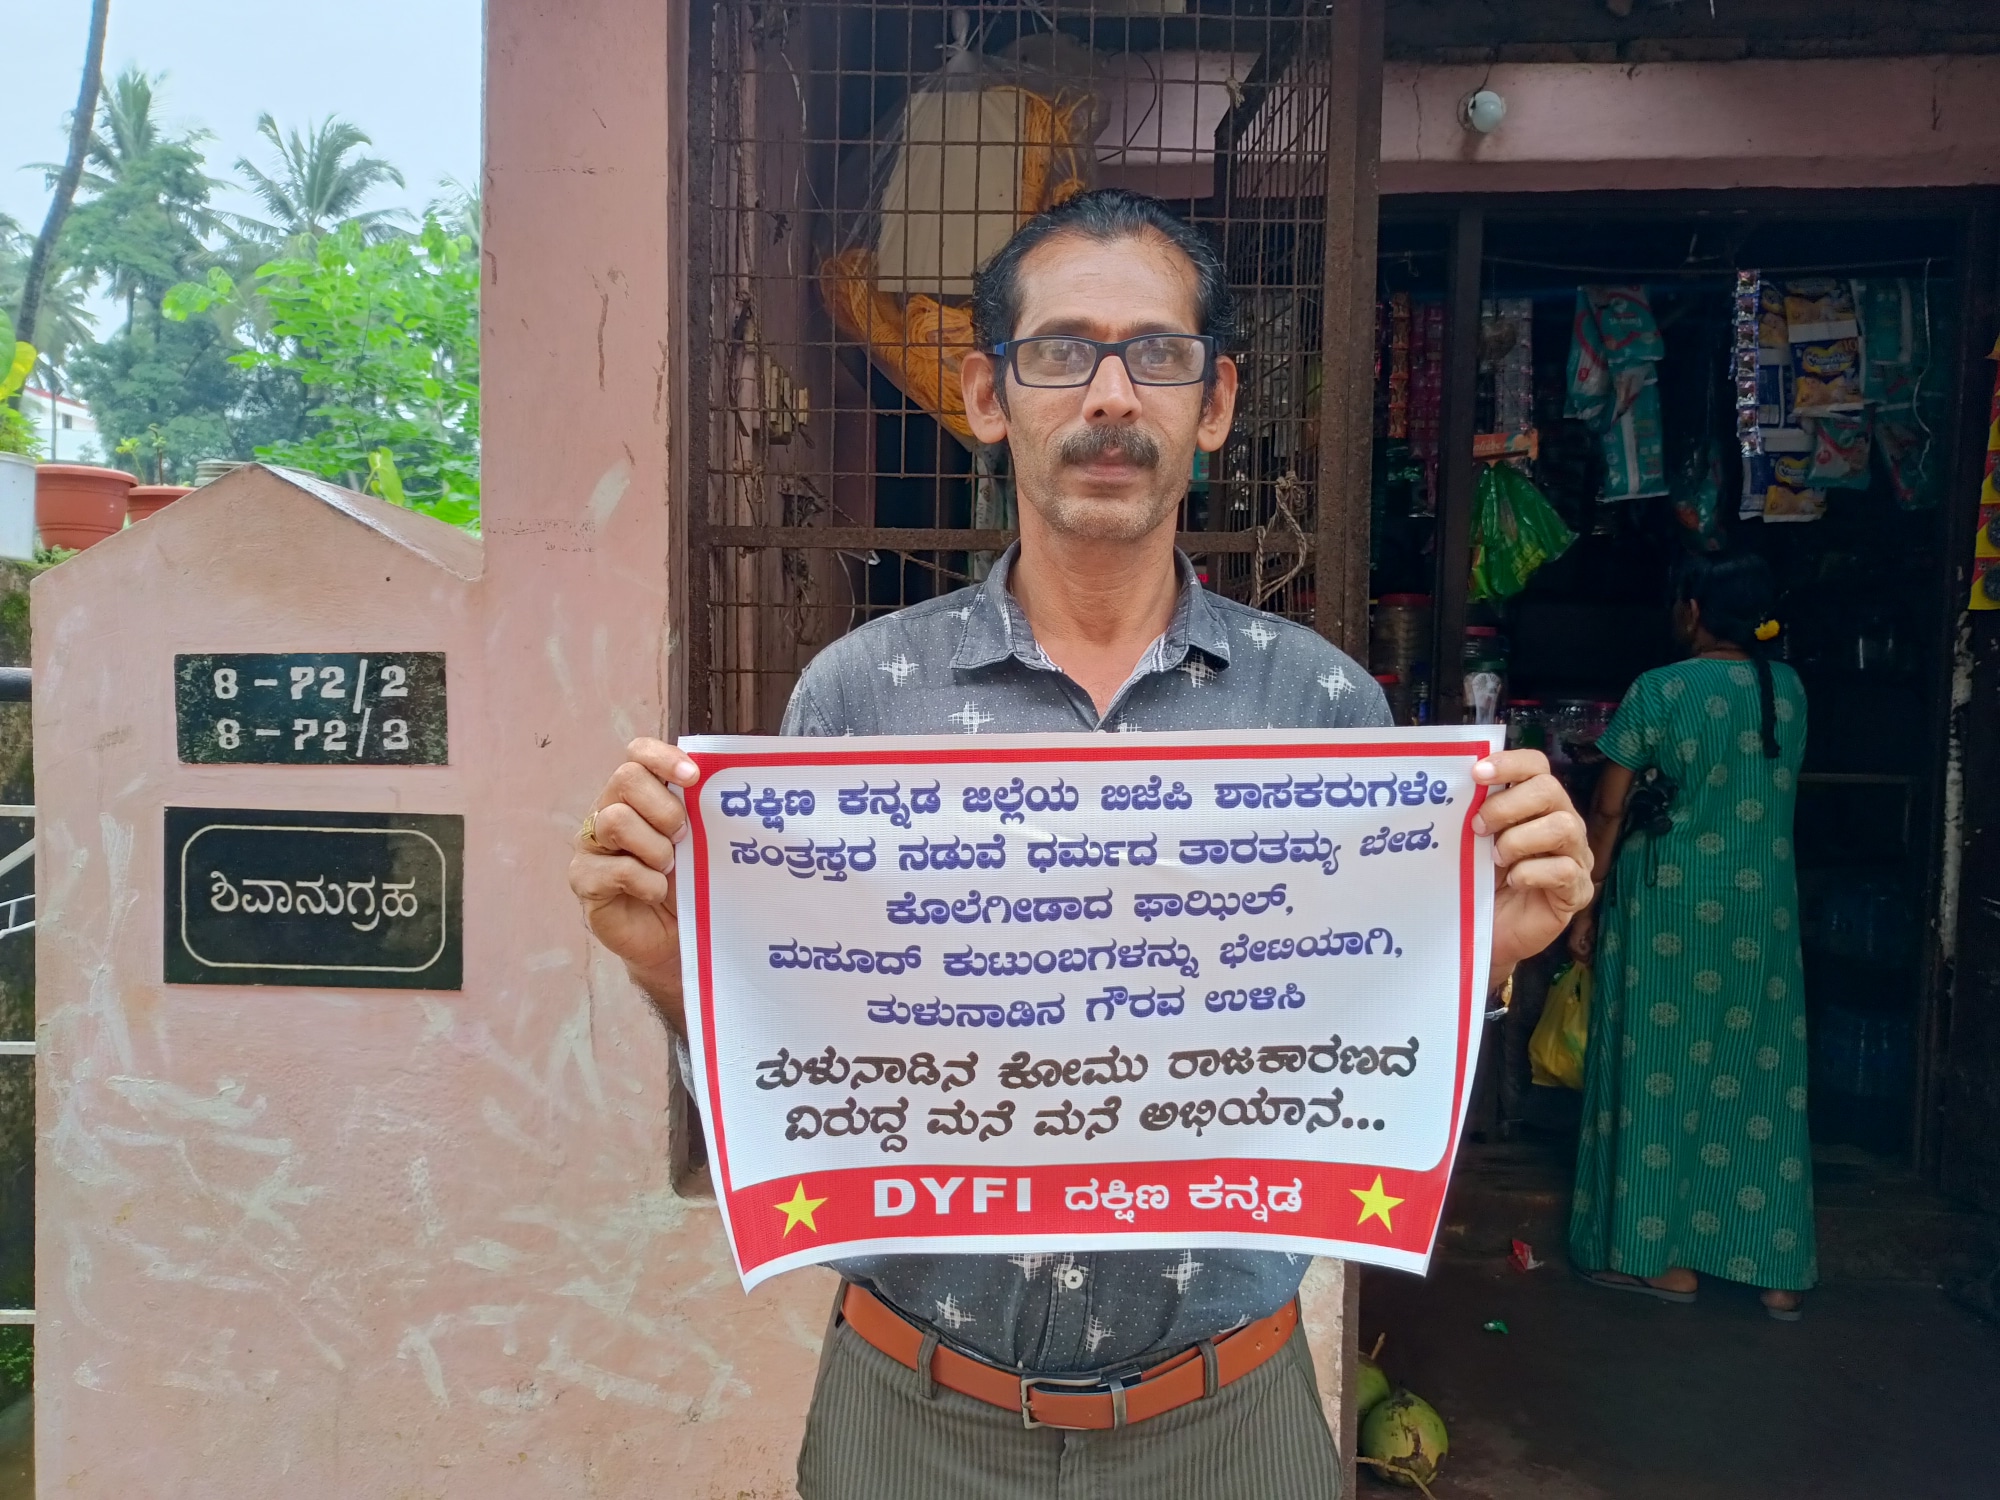 8-72/2
8-72/3
ಶಿವಾನುಗ್ರಹ
ದಕ್ಷಿಣ ಕನ್ನಡ ಜಿಲ್ಲೆಯ ಬಿಜೆಪಿ ಶಾಸಕರುಗಳೇ,
ಸಂತ್ರಸ್ತರ ನಡುವೆ ಧರ್ಮದ ತಾರತಮ್ಯ ಬೇಡ.
ಕೊಲೆಗೀಡಾದ ಫಾಝಿಲ್,
ಮಸೂದ್ ಕುಟುಂಬಗಳನ್ನು ಭೇಟಿಯಾಗಿ,
ತುಳುನಾಡಿನ ಗೌರವ ಉಳಿಸಿ
ತುಳುನಾಡಿನ ಕೋಮು ರಾಜಕಾರಣದ
ವಿರುದ್ದ ಮನೆ ಮನೆ ಅಭಿಯಾನ...
DYFI ದಕ್ಷಿಣ ಕನ್ನಡ